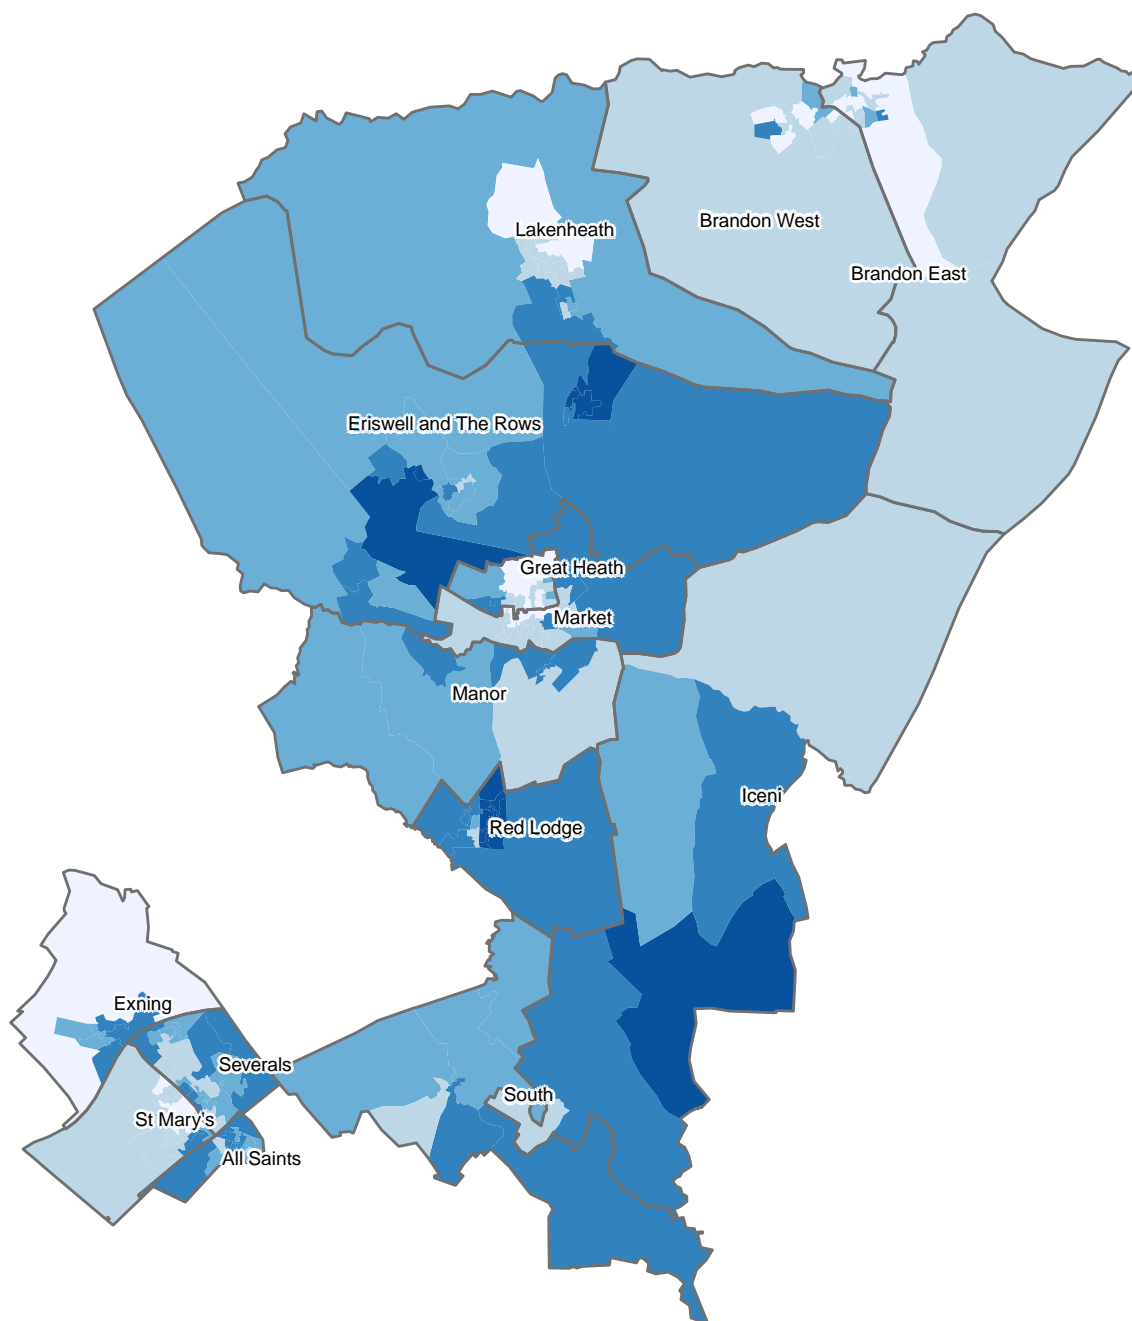 Brandon West
Lakenheath
Brandon East
Eriswell and The Rows
Great Heath
Market
Manor
Iceni
Red Lodge
Exning
Severals
South
St Mary's
All Saints